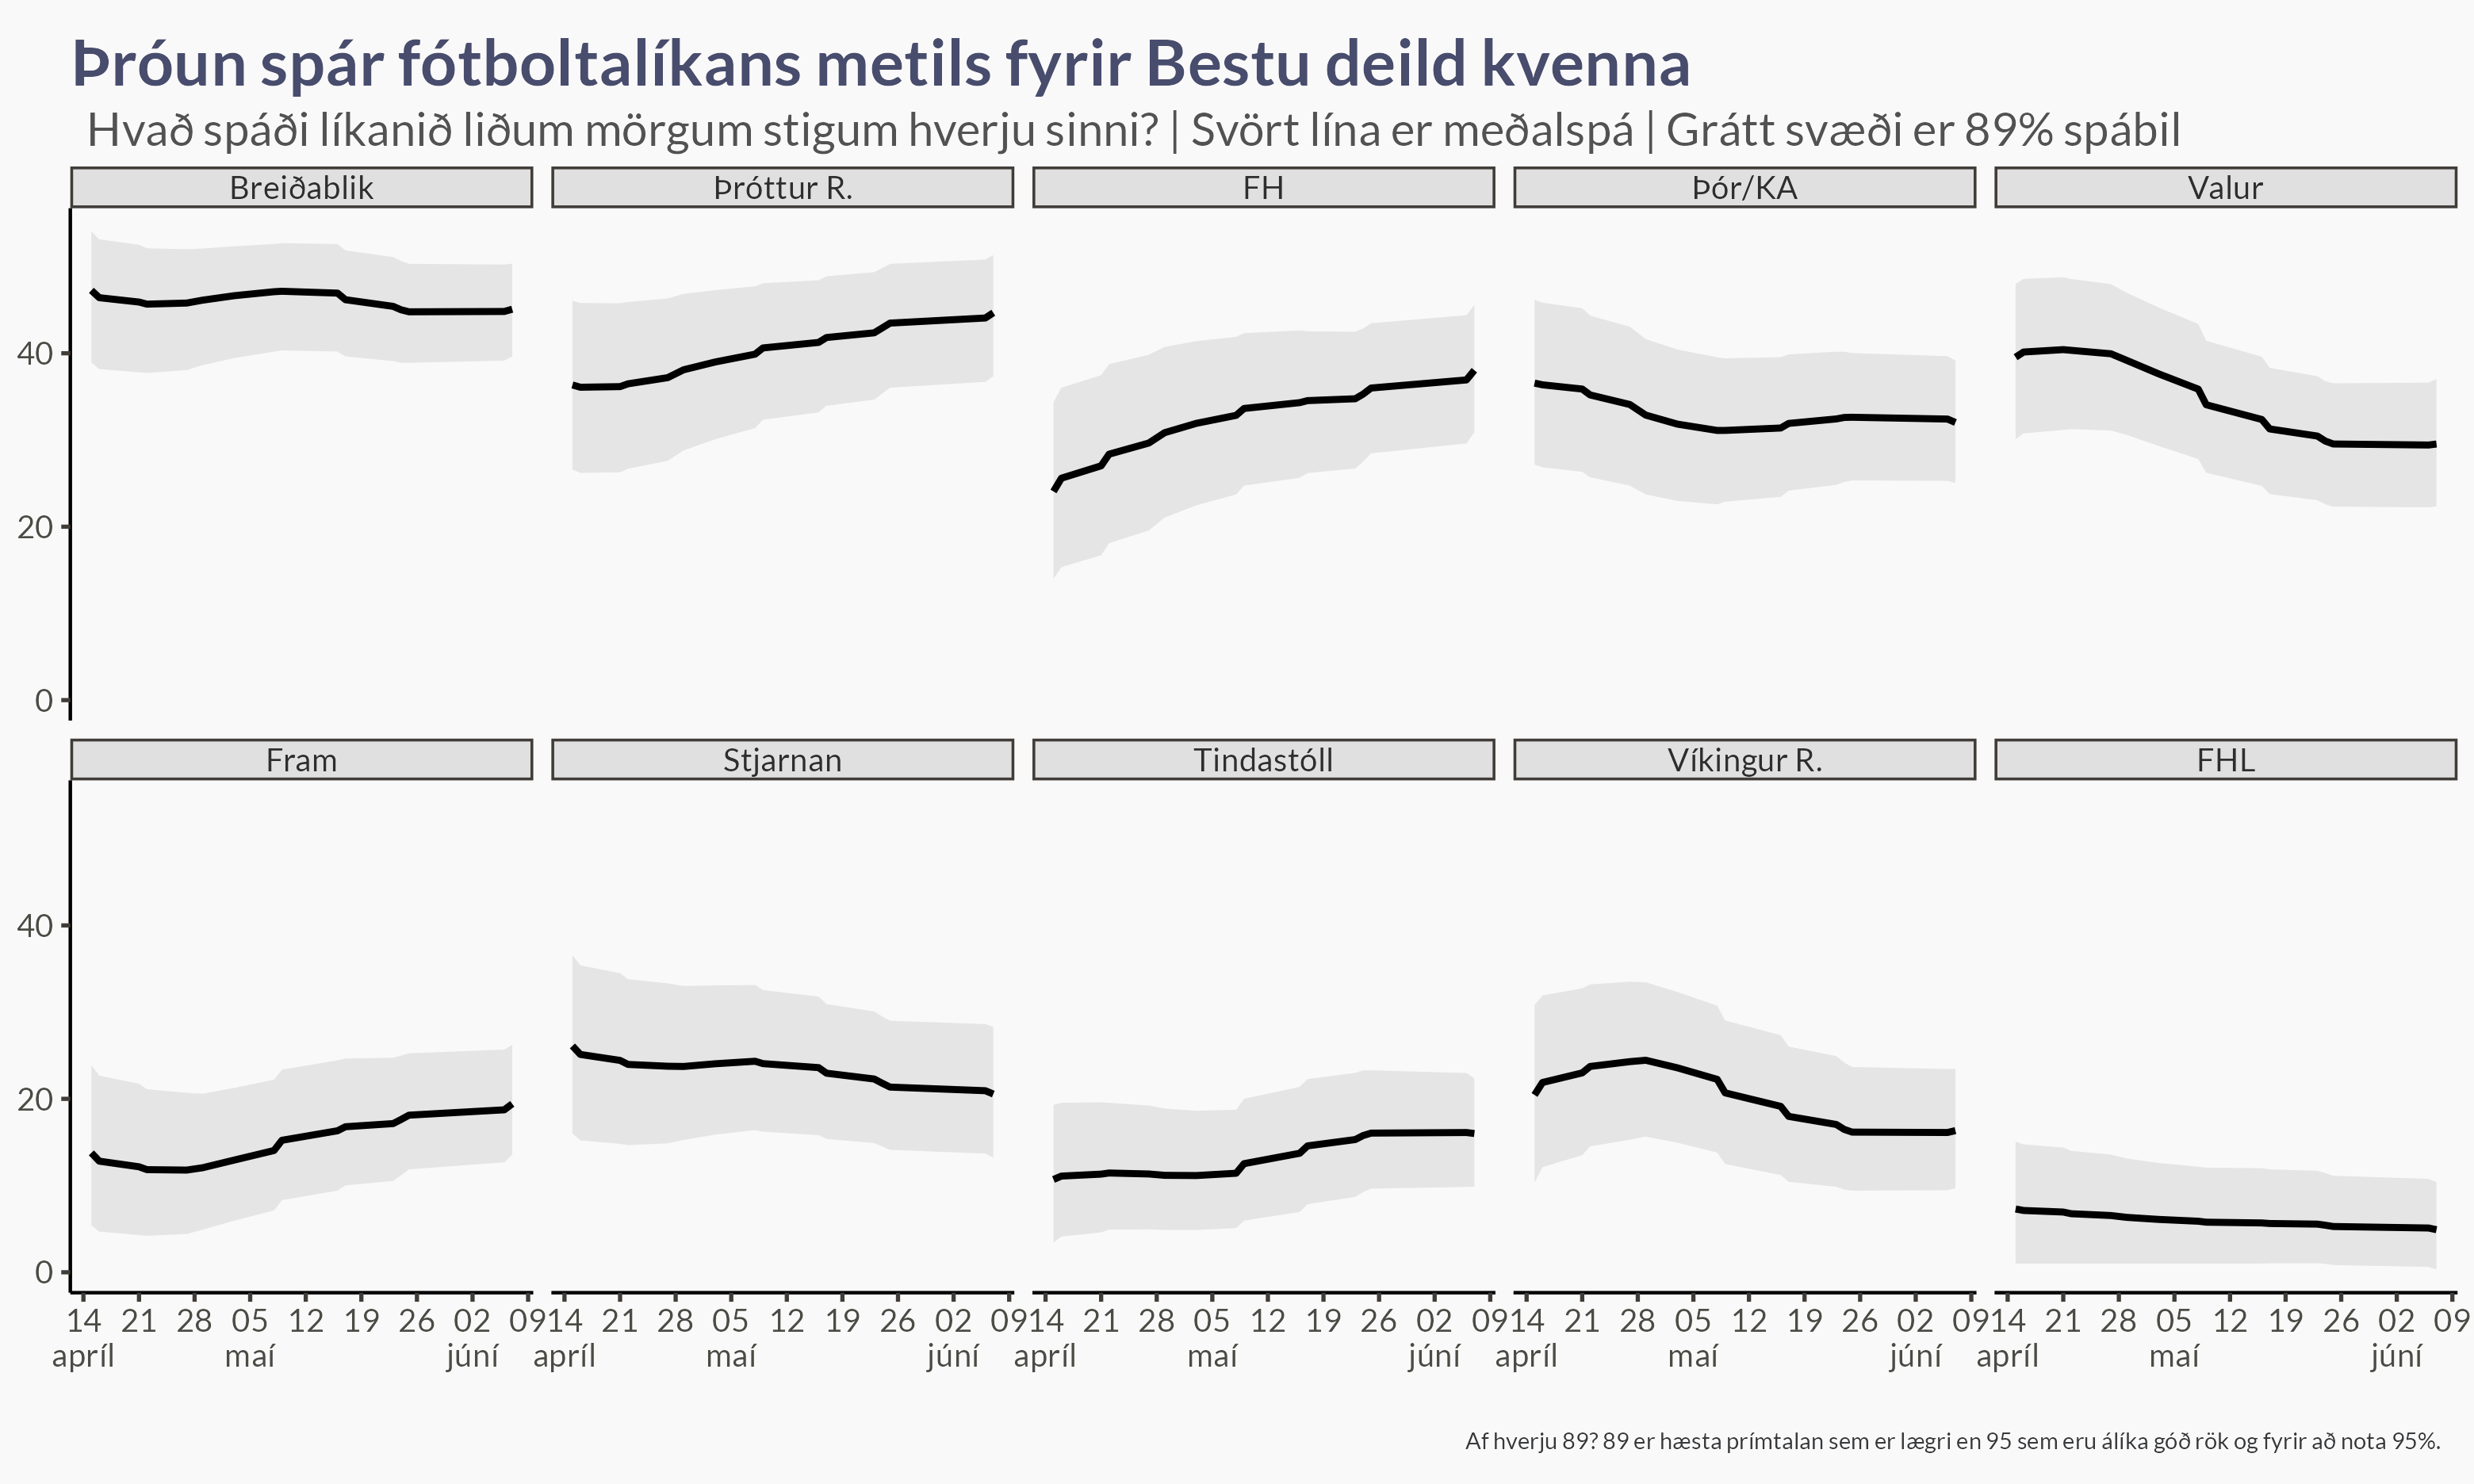 Þróun spár fótboltalíkans metils fyrir Bestu deild kvenna
Hvað spáði líkanið liðum mörgum stigum hverju sinni? | Svört lína er meðalspá | Grátt svæði er 89% spábil
Breiðablik Þróttur R. FH Þór/KA Valur
40
20
0
Fram Stjarnan Tindastóll Víkingur R. FHL
40
20
0
14 21 28 05 12 19 26 02 09 14 21 28 05 12 19 26 02 09 14 21 28 05 12 19 26 02 09 14 21 28 05 12 19 26 02 09 14 21 28 05 12 19 26 02 09
apríl maí júní apríl maí júní apríl maí júní apríl maí júní apríl maí júní
Af hverju 89? 89 er hæsta prímtalan sem er lægri en 95 sem eru álíka góð rök og fyrir að nota 95%.